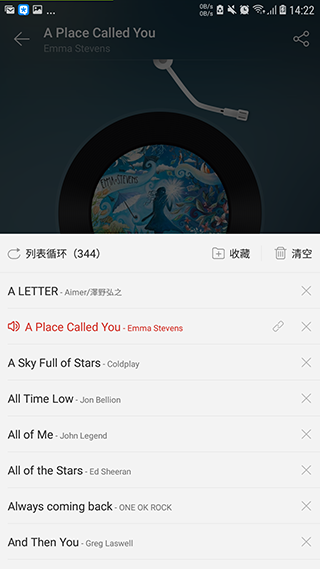 0B/s
0B/s
14:22
A Place Called You
Emma Stevens
EMMA STEVENS
列表循环（344）
收藏
清空
A LETTER - Aimer/澤野弘之
A Place Called You - Emma Stevens
A Sky Full of Stars - Coldplay
All Time Low - Jon Bellion
All of Me - John Legend
All of the Stars - Ed Sheeran
Always coming back - ONE OK ROCK
And Then You - Greg Laswell